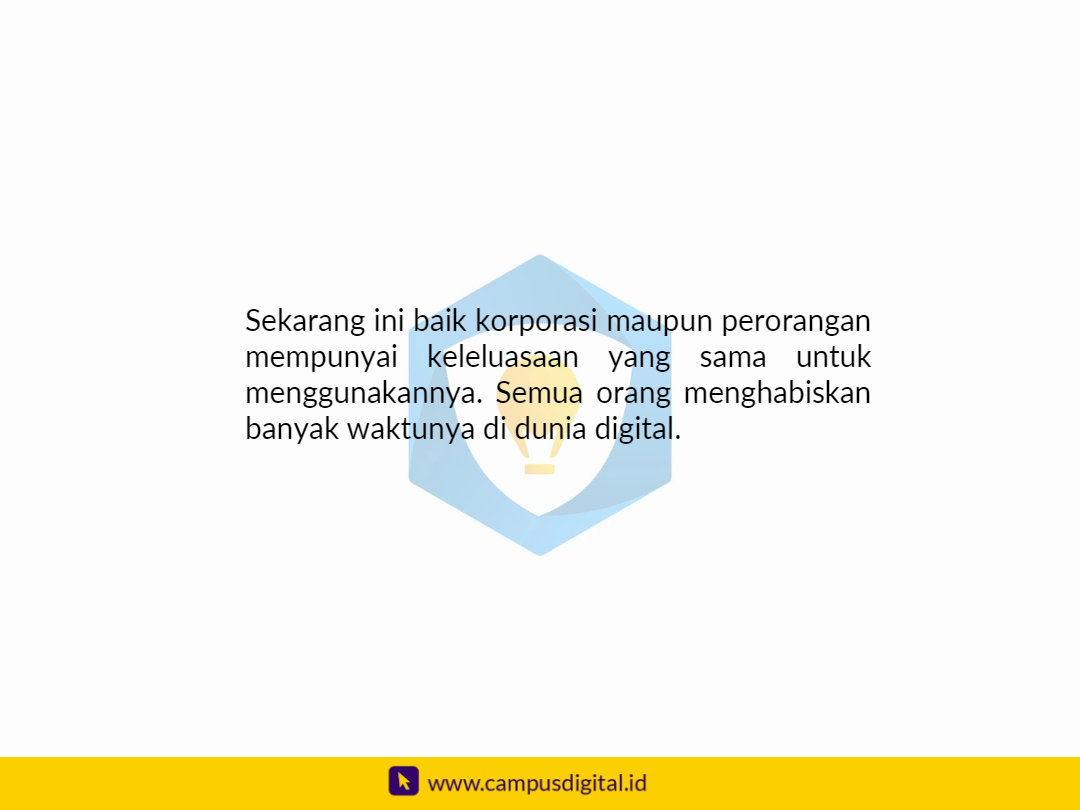 Sekarang ini baik korporasi maupun perorangan
mempunyai keleluasaan yang sama untuk
menggunakannya. Semua orang menghabiskan
banyak waktunya di dunia digital.
www.campusdigital.id